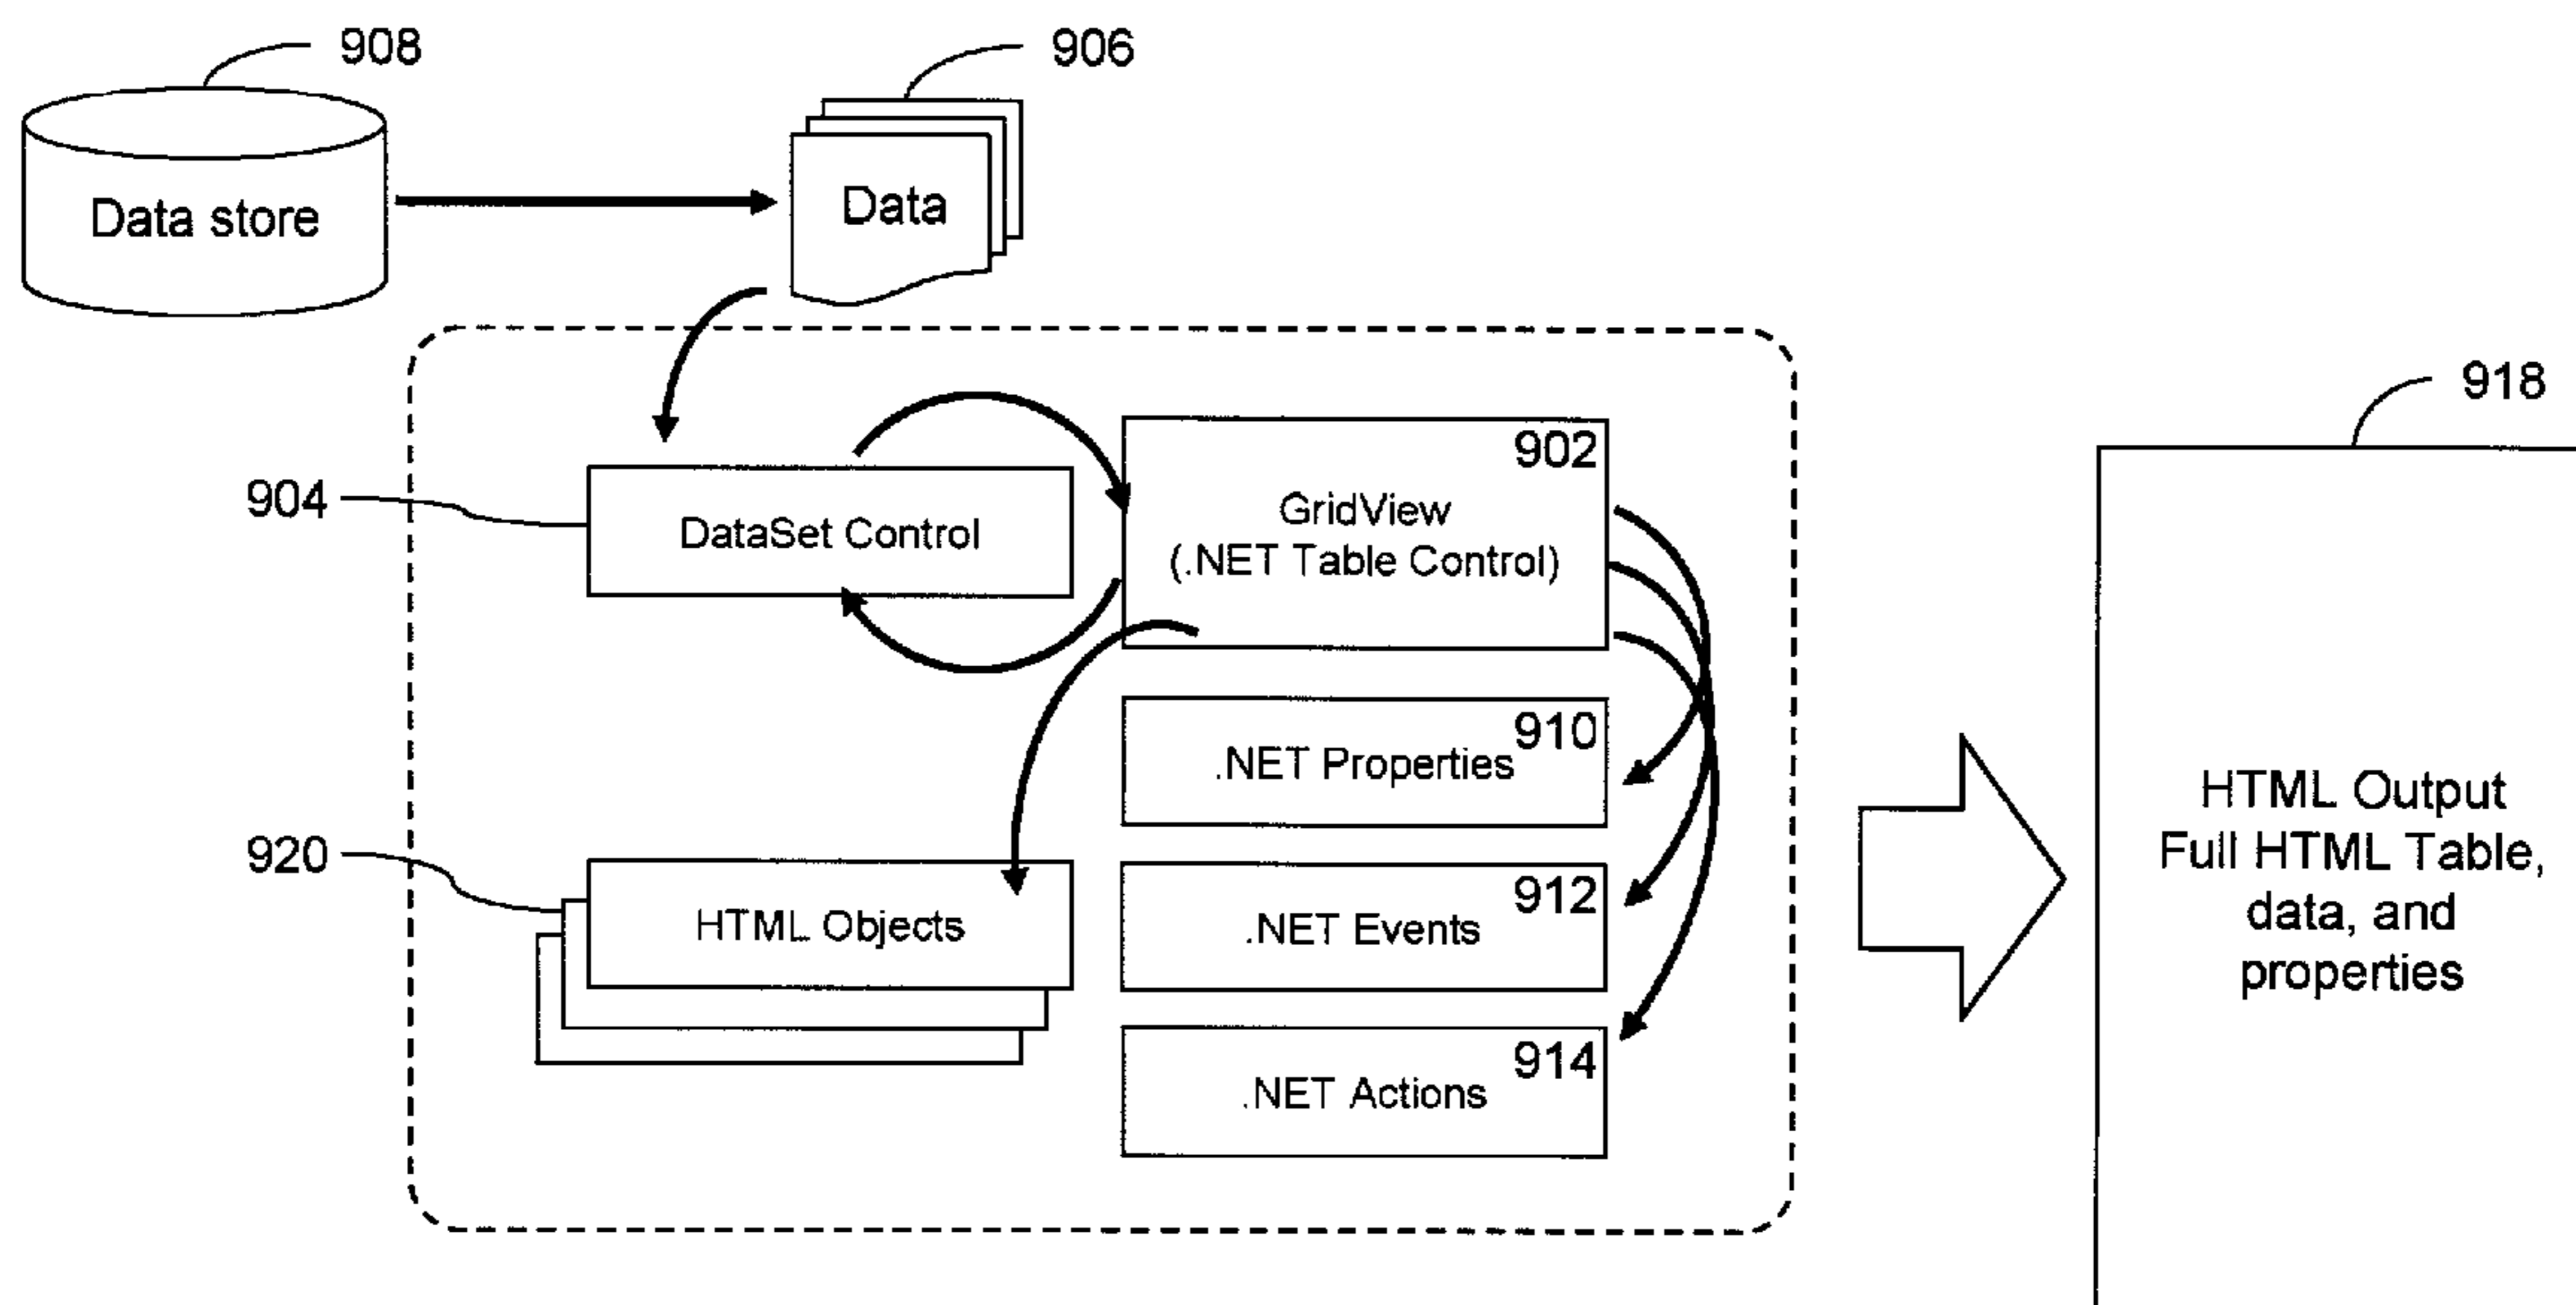 908
906
Data store
Data
918
902
904
DataSet Control
GridView
(.NET Table Control)
910
.NET Properties
HTML Output
Full HTML Table,
data, and
properties
920
HTML Objects
912
.NET Events
914
.NET Actions